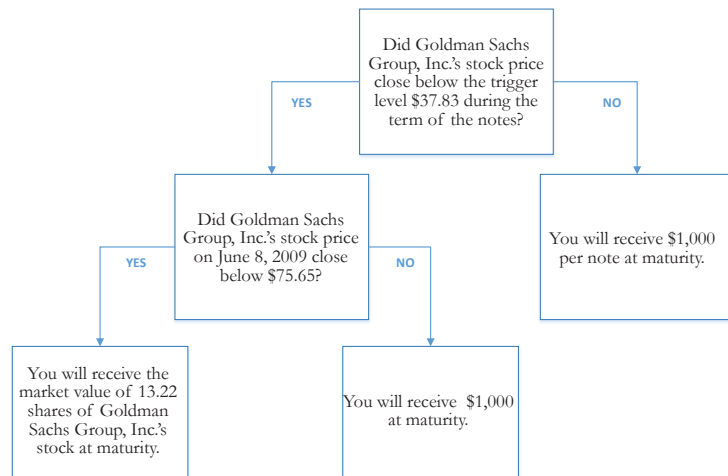 Did Goldman Sachs
Group, Inc.'s stock price
close below the trigger
level $37.83 during the
term of the notes?
YES
NO
Did Goldman Sachs
Group, Inc.'s stock price
on June 8, 2009 close
below $75.65?
You will receive $1,000
per note at maturity.
YES
NO
You will receive the
market value of 13.22
shares of Goldman
Sachs Group, Inc.'s
stock at maturity.
You will receive $1,000
at maturity.